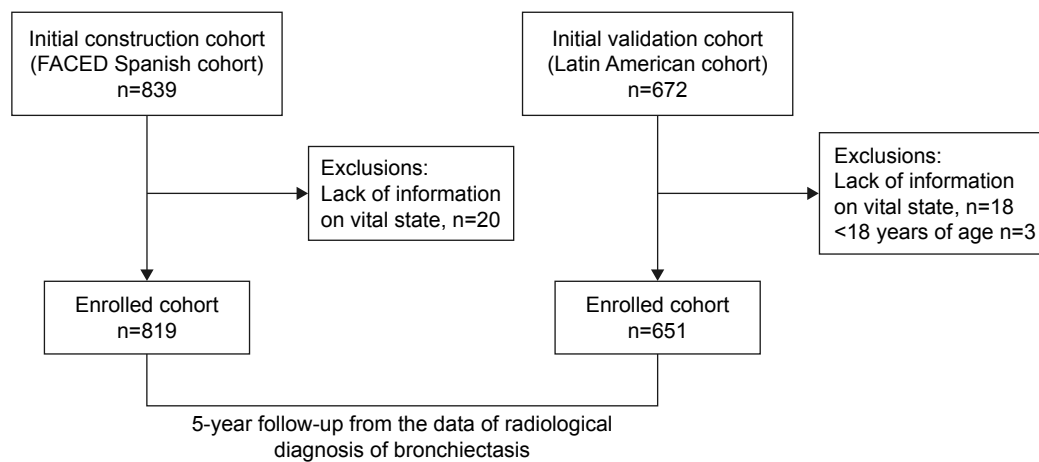 Initial construction cohort
(FACED Spanish cohort)
n=839
Initial validation cohort
(Latin American cohort)
n=672
Exclusions:
Lack of information
on vital state, n=20
Exclusions:
Lack of information
on vital state, n=18
<18 years of age n=3
Enrolled cohort
n=819
Enrolled cohort
n=651
5-year follow-up from the data of radiological
diagnosis of bronchiectasis